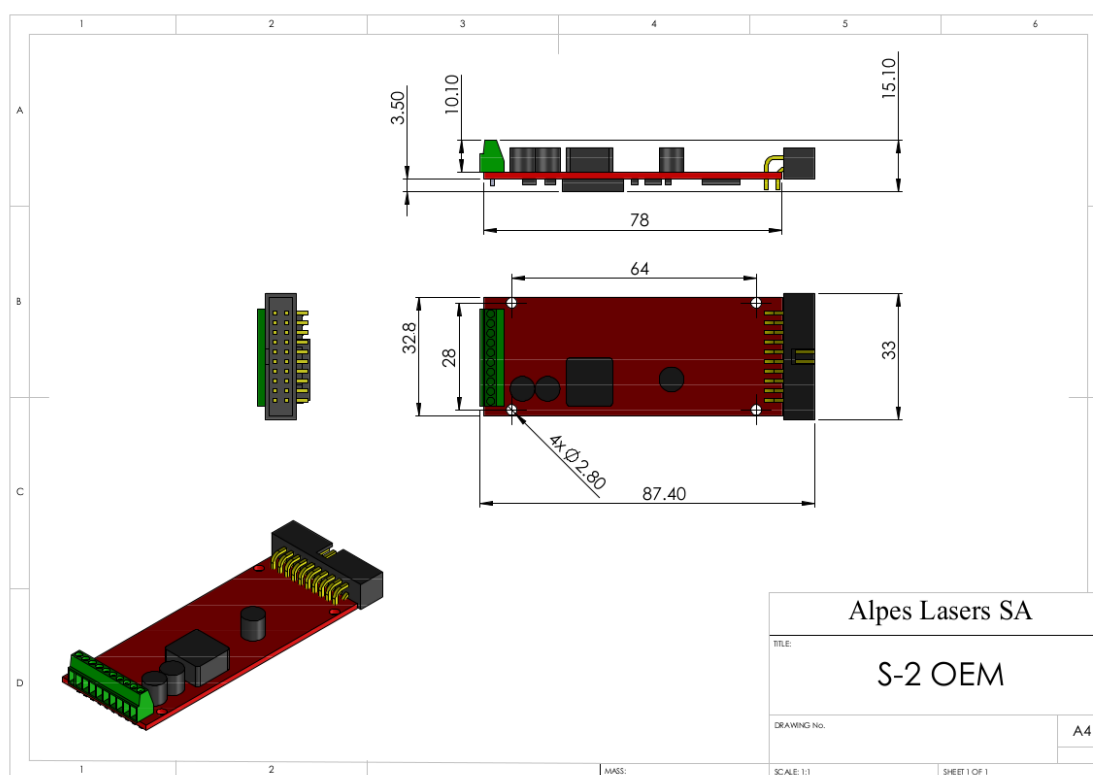 1 2 3 4 5 6
A
B
C
D
3.50
10.10
15.10
78
64
32.8
28
33
4x Ø2.80
87.40
Alpes Lasers SA
TITLE:
S-2 OEM
DRAWING No.
A4
1 2
MASS:
SCALE: 1:1
SHEET 1 OF 1